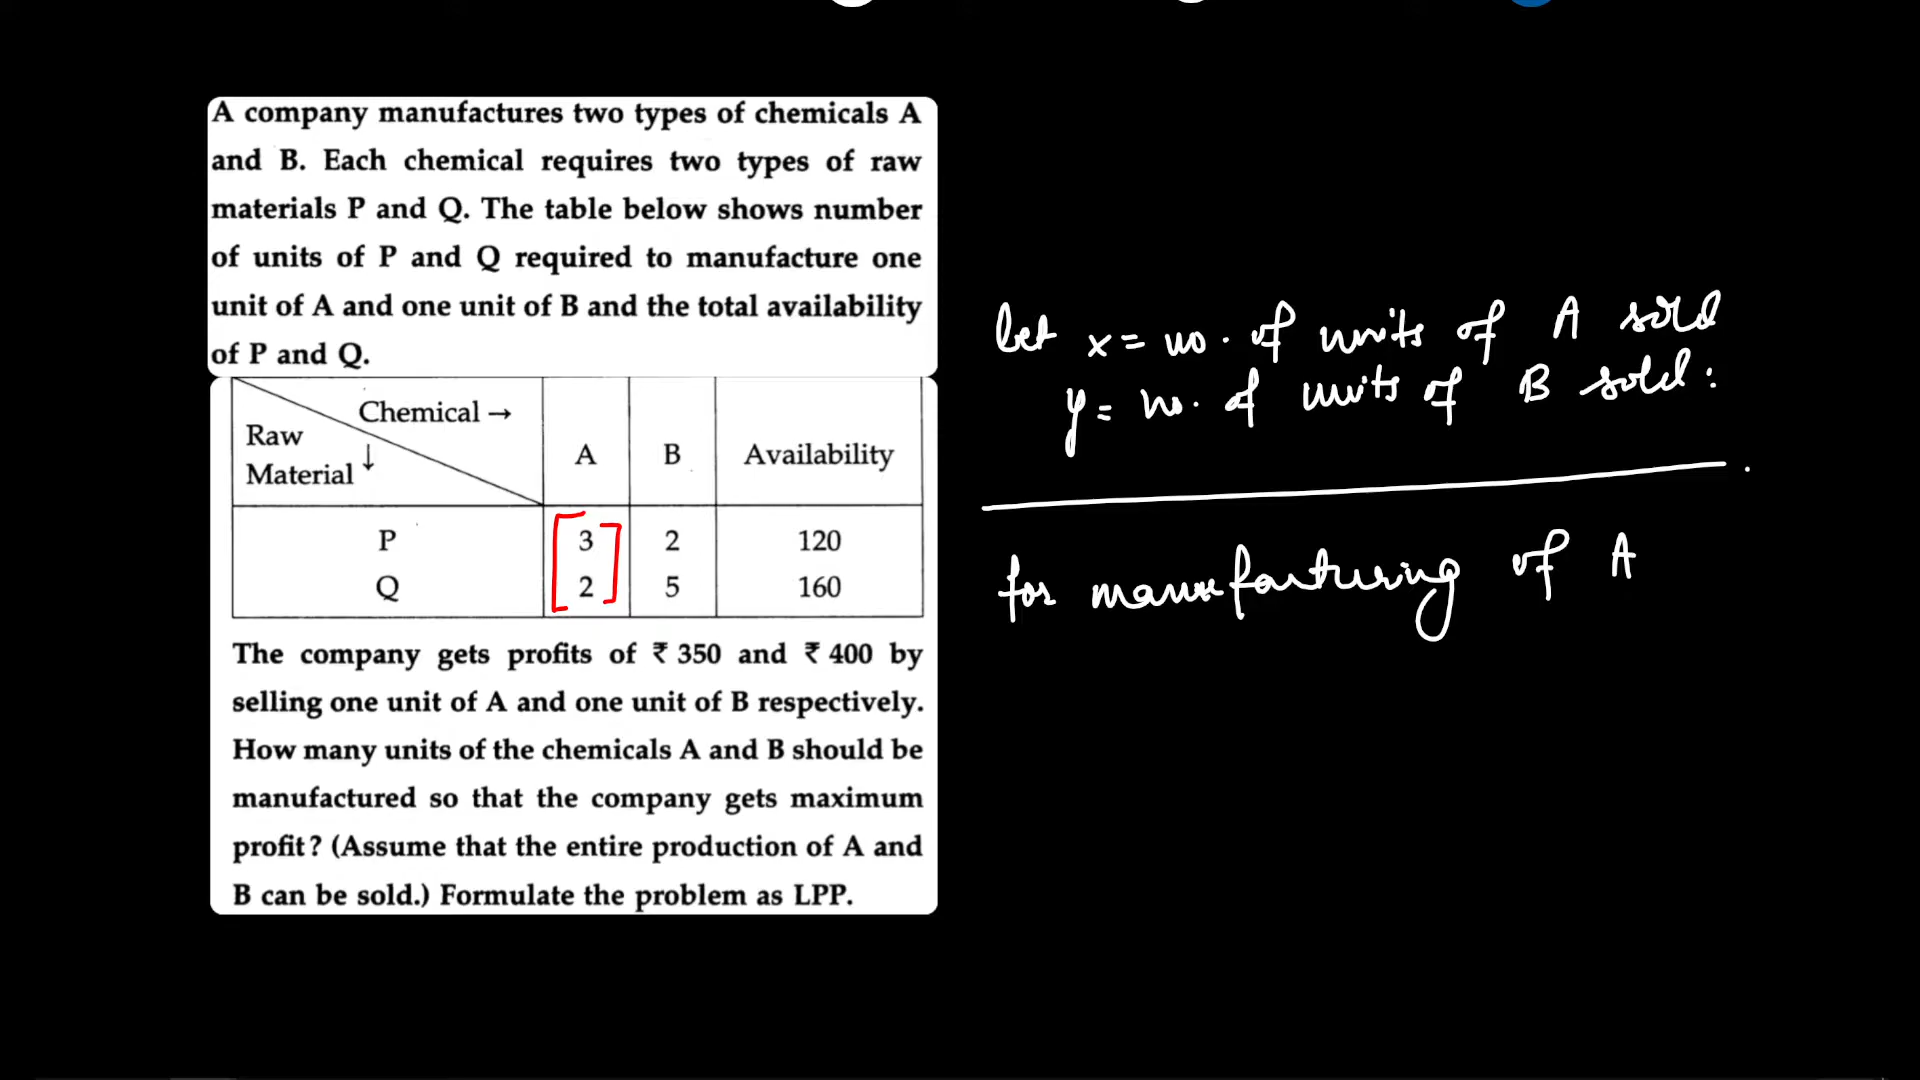 A company manufactures two types of chemicals A
and B. Each chemical requires two types of raw
materials P and Q. The table below shows number
of units of P and Q required to manufacture one
unit of A and one unit of B and the total availability
of P and Q.
Chemical →
Raw
Material ↓
A B Availability
P 3 2 120
Q 2 5 160
The company gets profits of ₹ 350 and ₹ 400 by
selling one unit of A and one unit of B respectively.
How many units of the chemicals A and B should be
manufactured so that the company gets maximum
profit? (Assume that the entire production of A and
B can be sold.) Formulate the problem as LPP.
let x = no. of units of A sold
y = no. of units of B sold.
for manufacturing of A